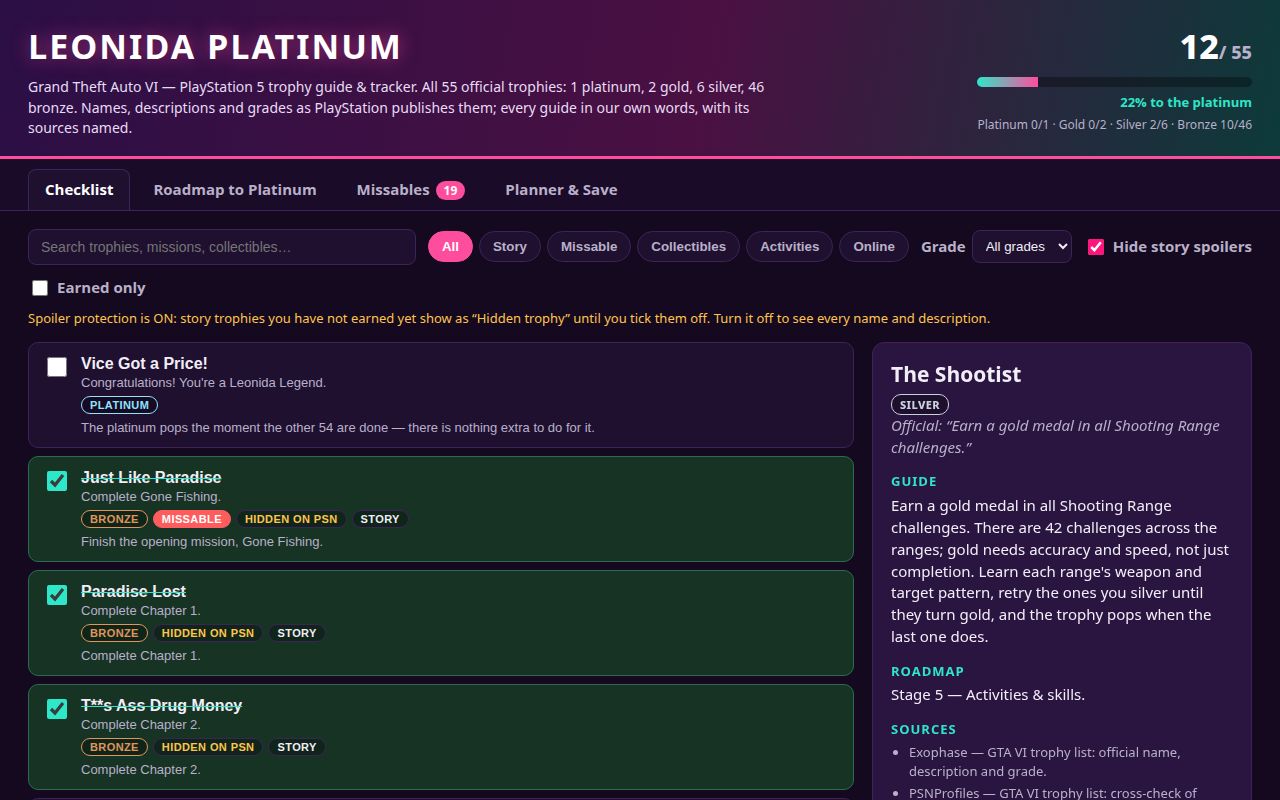 LEONIDA PLATINUM
Grand Theft Auto VI — PlayStation 5 trophy guide & tracker. All 55 official trophies: 1 platinum, 2 gold, 6 silver, 46
bronze. Names, descriptions and grades as PlayStation publishes them; every guide in our own words, with its
sources named.
12/ 55
22% to the platinum
Platinum 0/1 · Gold 0/2 · Silver 2/6 · Bronze 10/46
Checklist
Roadmap to Platinum
Missables 19
Planner & Save
Search trophies, missions, collectibles…
All
Story
Missable
Collectibles
Activities
Online
Grade
All grades
Hide story spoilers
Earned only
Spoiler protection is ON: story trophies you have not earned yet show as “Hidden trophy” until you tick them off. Turn it off to see every name and description.
Vice Got a Price!
Congratulations! You're a Leonida Legend.
PLATINUM
The platinum pops the moment the other 54 are done — there is nothing extra to do for it.
Just Like Paradise
Complete Gone Fishing.
BRONZE MISSABLE HIDDEN ON PSN STORY
Finish the opening mission, Gone Fishing.
Paradise Lost
Complete Chapter 1.
BRONZE HIDDEN ON PSN STORY
Complete Chapter 1.
T**s Ass Drug Money
Complete Chapter 2.
BRONZE HIDDEN ON PSN STORY
Complete Chapter 2.
The Shootist
SILVER
Official: “Earn a gold medal in all Shooting Range
challenges.”
GUIDE
Earn a gold medal in all Shooting Range
challenges. There are 42 challenges across the
ranges; gold needs accuracy and speed, not just
completion. Learn each range's weapon and
target pattern, retry the ones you silver until
they turn gold, and the trophy pops when the
last one does.
ROADMAP
Stage 5 — Activities & skills.
SOURCES
Exophase — GTA VI trophy list: official name,
description and grade.
PSNProfiles — GTA VI trophy list: cross-check of